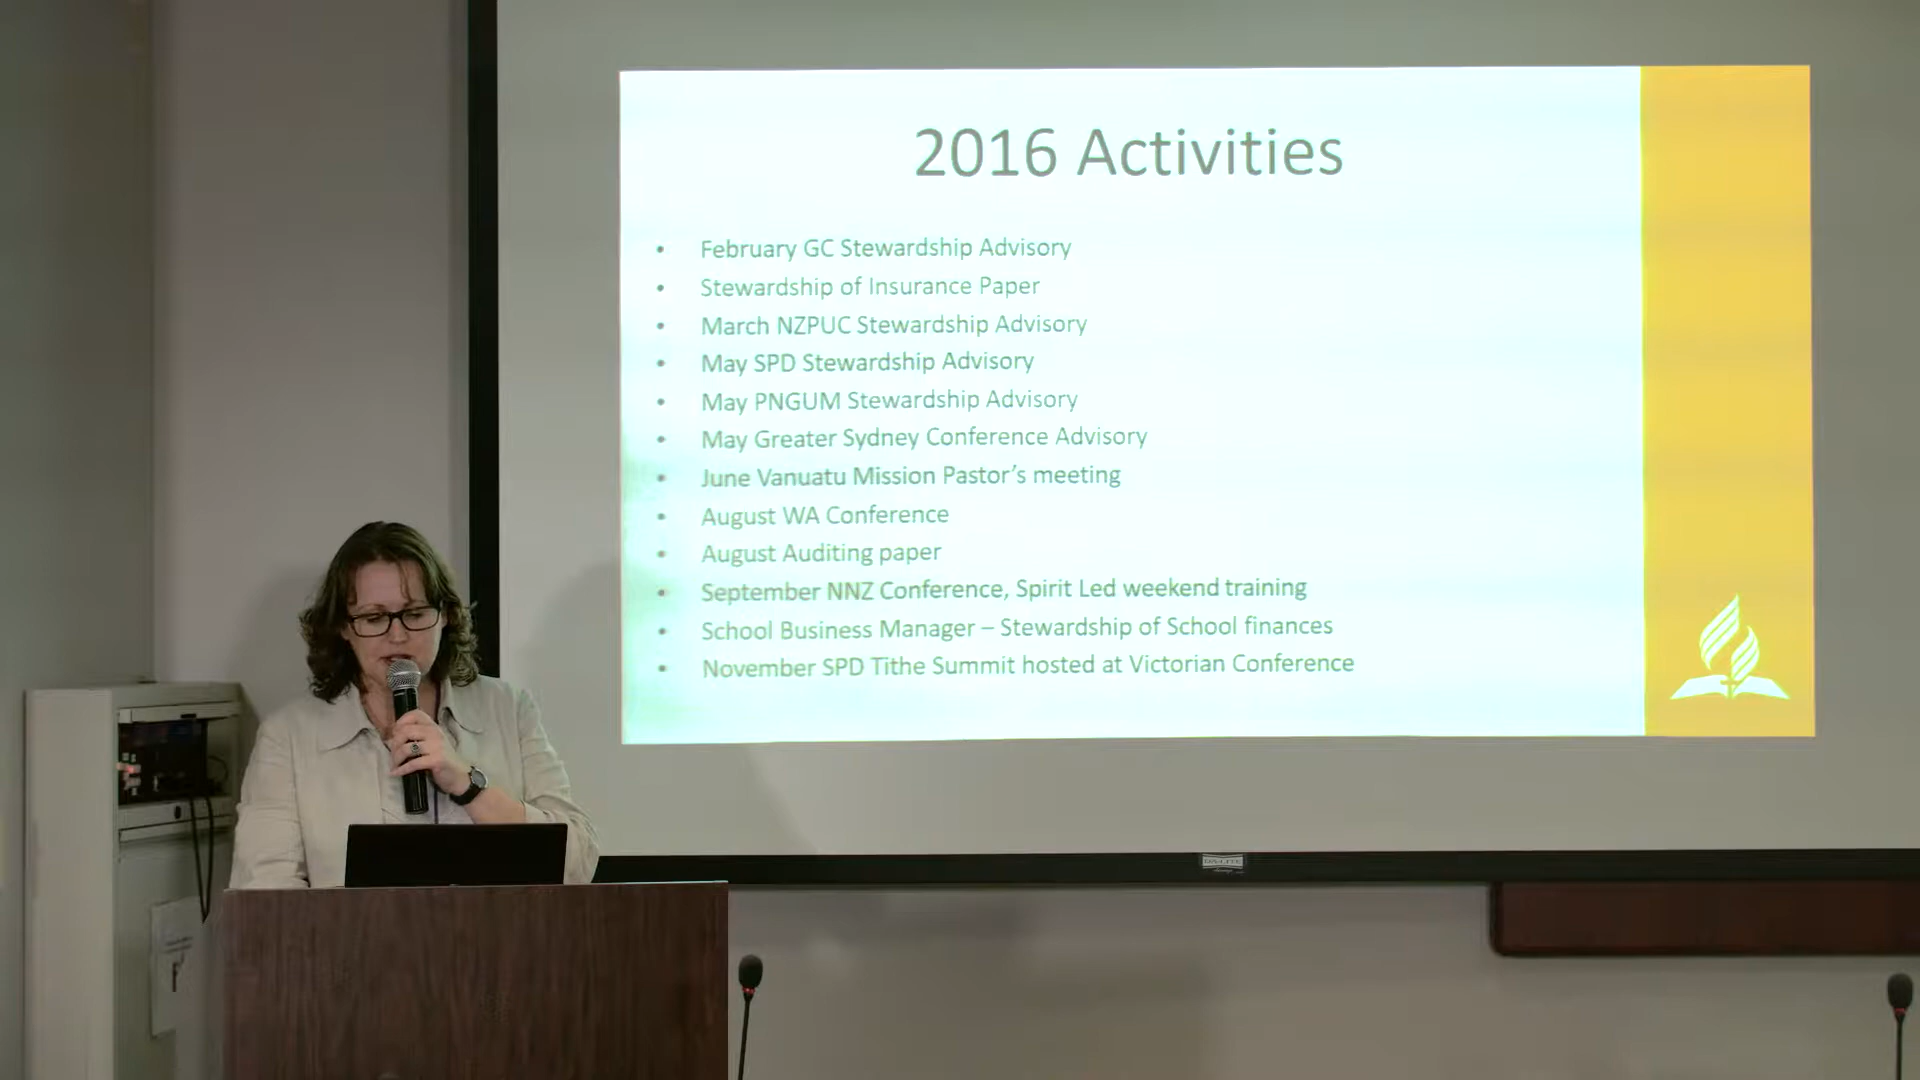 2016 Activities
• February GC Stewardship Advisory
• Stewardship of Insurance Paper
• March NZPUC Stewardship Advisory
• May SPD Stewardship Advisory
• May PNGUM Stewardship Advisory
• May Greater Sydney Conference Advisory
• June Vanuatu Mission Pastor's meeting
• August WA Conference
• August Auditing paper
• September NNZ Conference, Spirit Led weekend training
• School Business Manager – Stewardship of School finances
• November SPD Tithe Summit hosted at Victorian Conference
DA-LITE